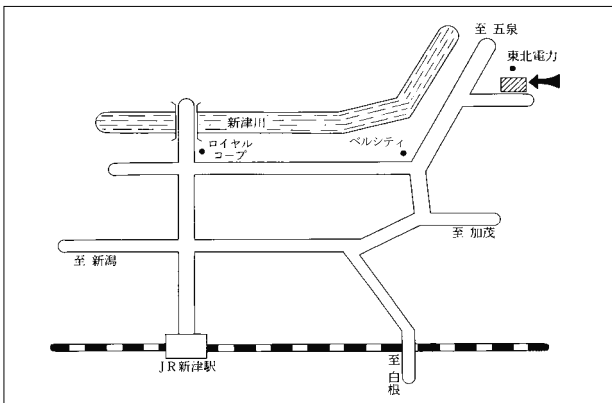 至 五泉
東北電力
新津川
ロイヤル
コープ
ベルシティ
至 加茂
至 新潟
JR新津駅
至 白根